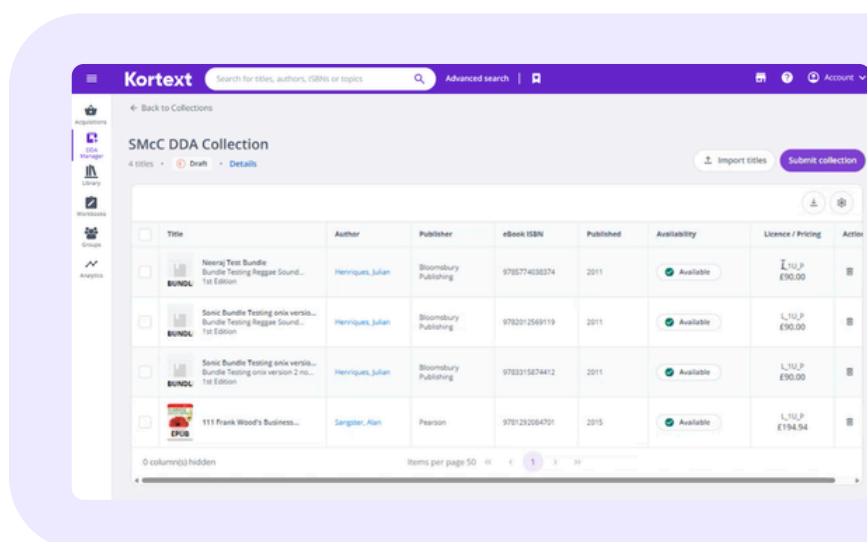 Kortext
Search for titles, authors, ISBNs or topics
Advanced search
Account
Acquisitions
DDA Manager
Library
Workbooks
Groups
Analytics
← Back to Collections
SMcC DDA Collection
4 titles • Draft • Details
Import titles
Submit collection
Title Author Publisher eBook ISBN Published Availability Licence / Pricing Action
BUNDL
Neeraj Test Bundle
Bundle Testing Reggae Sound...
1st Edition
Henriques, Julian
Bloomsbury
Publishing
9785774038374
2011
Available
L_1U_P
£90.00
BUNDL
Sonic Bundle Testing onix versio...
Bundle Testing Reggae Sound...
1st Edition
Henriques, Julian
Bloomsbury
Publishing
9782012569119
2011
Available
L_1U_P
£90.00
BUNDL
Sonic Bundle Testing onix versio...
Bundle Testing onix version 2 no...
1st Edition
Henriques, Julian
Bloomsbury
Publishing
9783315874412
2011
Available
L_1U_P
£90.00
EPUB
111 Frank Wood's Business...
Sangster, Alan
Pearson
9781292084701
2015
Available
L_1U_P
£194.94
0 column(s) hidden
Items per page 50 « ‹ 1 › »